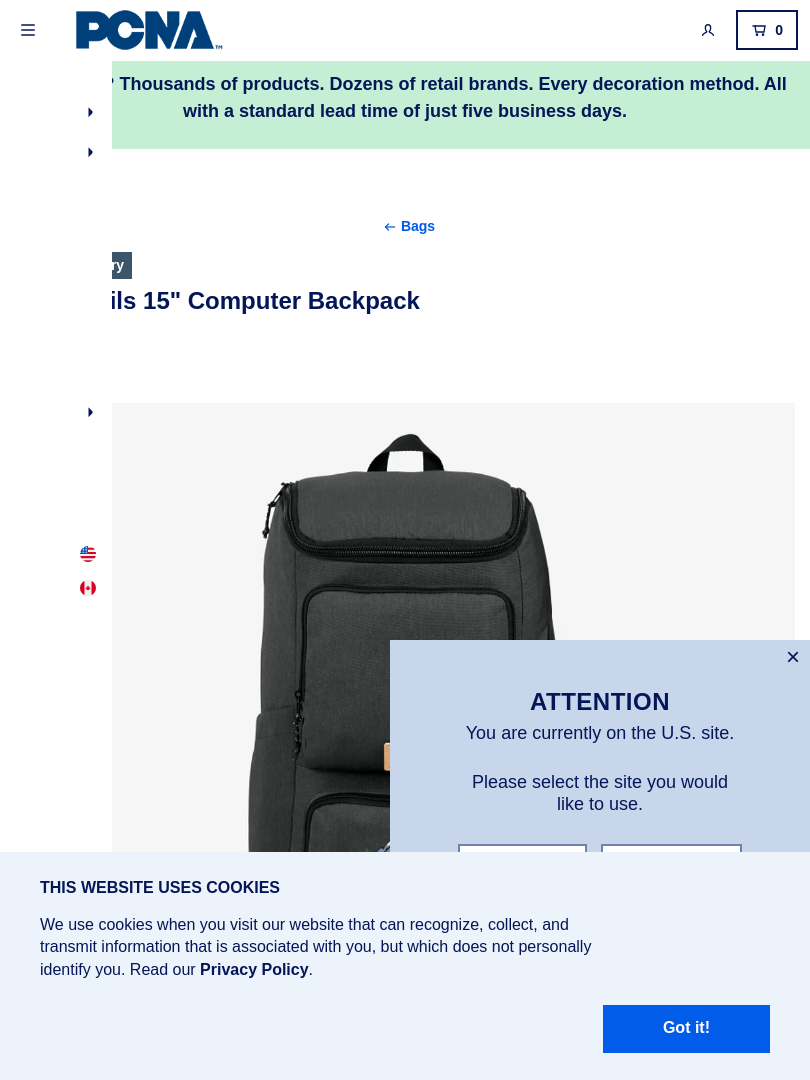 PCNA™
0
? Thousands of products. Dozens of retail brands. Every decoration method. All
with a standard lead time of just five business days.
← Bags
ry
ils 15" Computer Backpack
ATTENTION
You are currently on the U.S. site.
Please select the site you would
like to use.
THIS WEBSITE USES COOKIES
We use cookies when you visit our website that can recognize, collect, and
transmit information that is associated with you, but which does not personally
identify you. Read our Privacy Policy.
Got it!